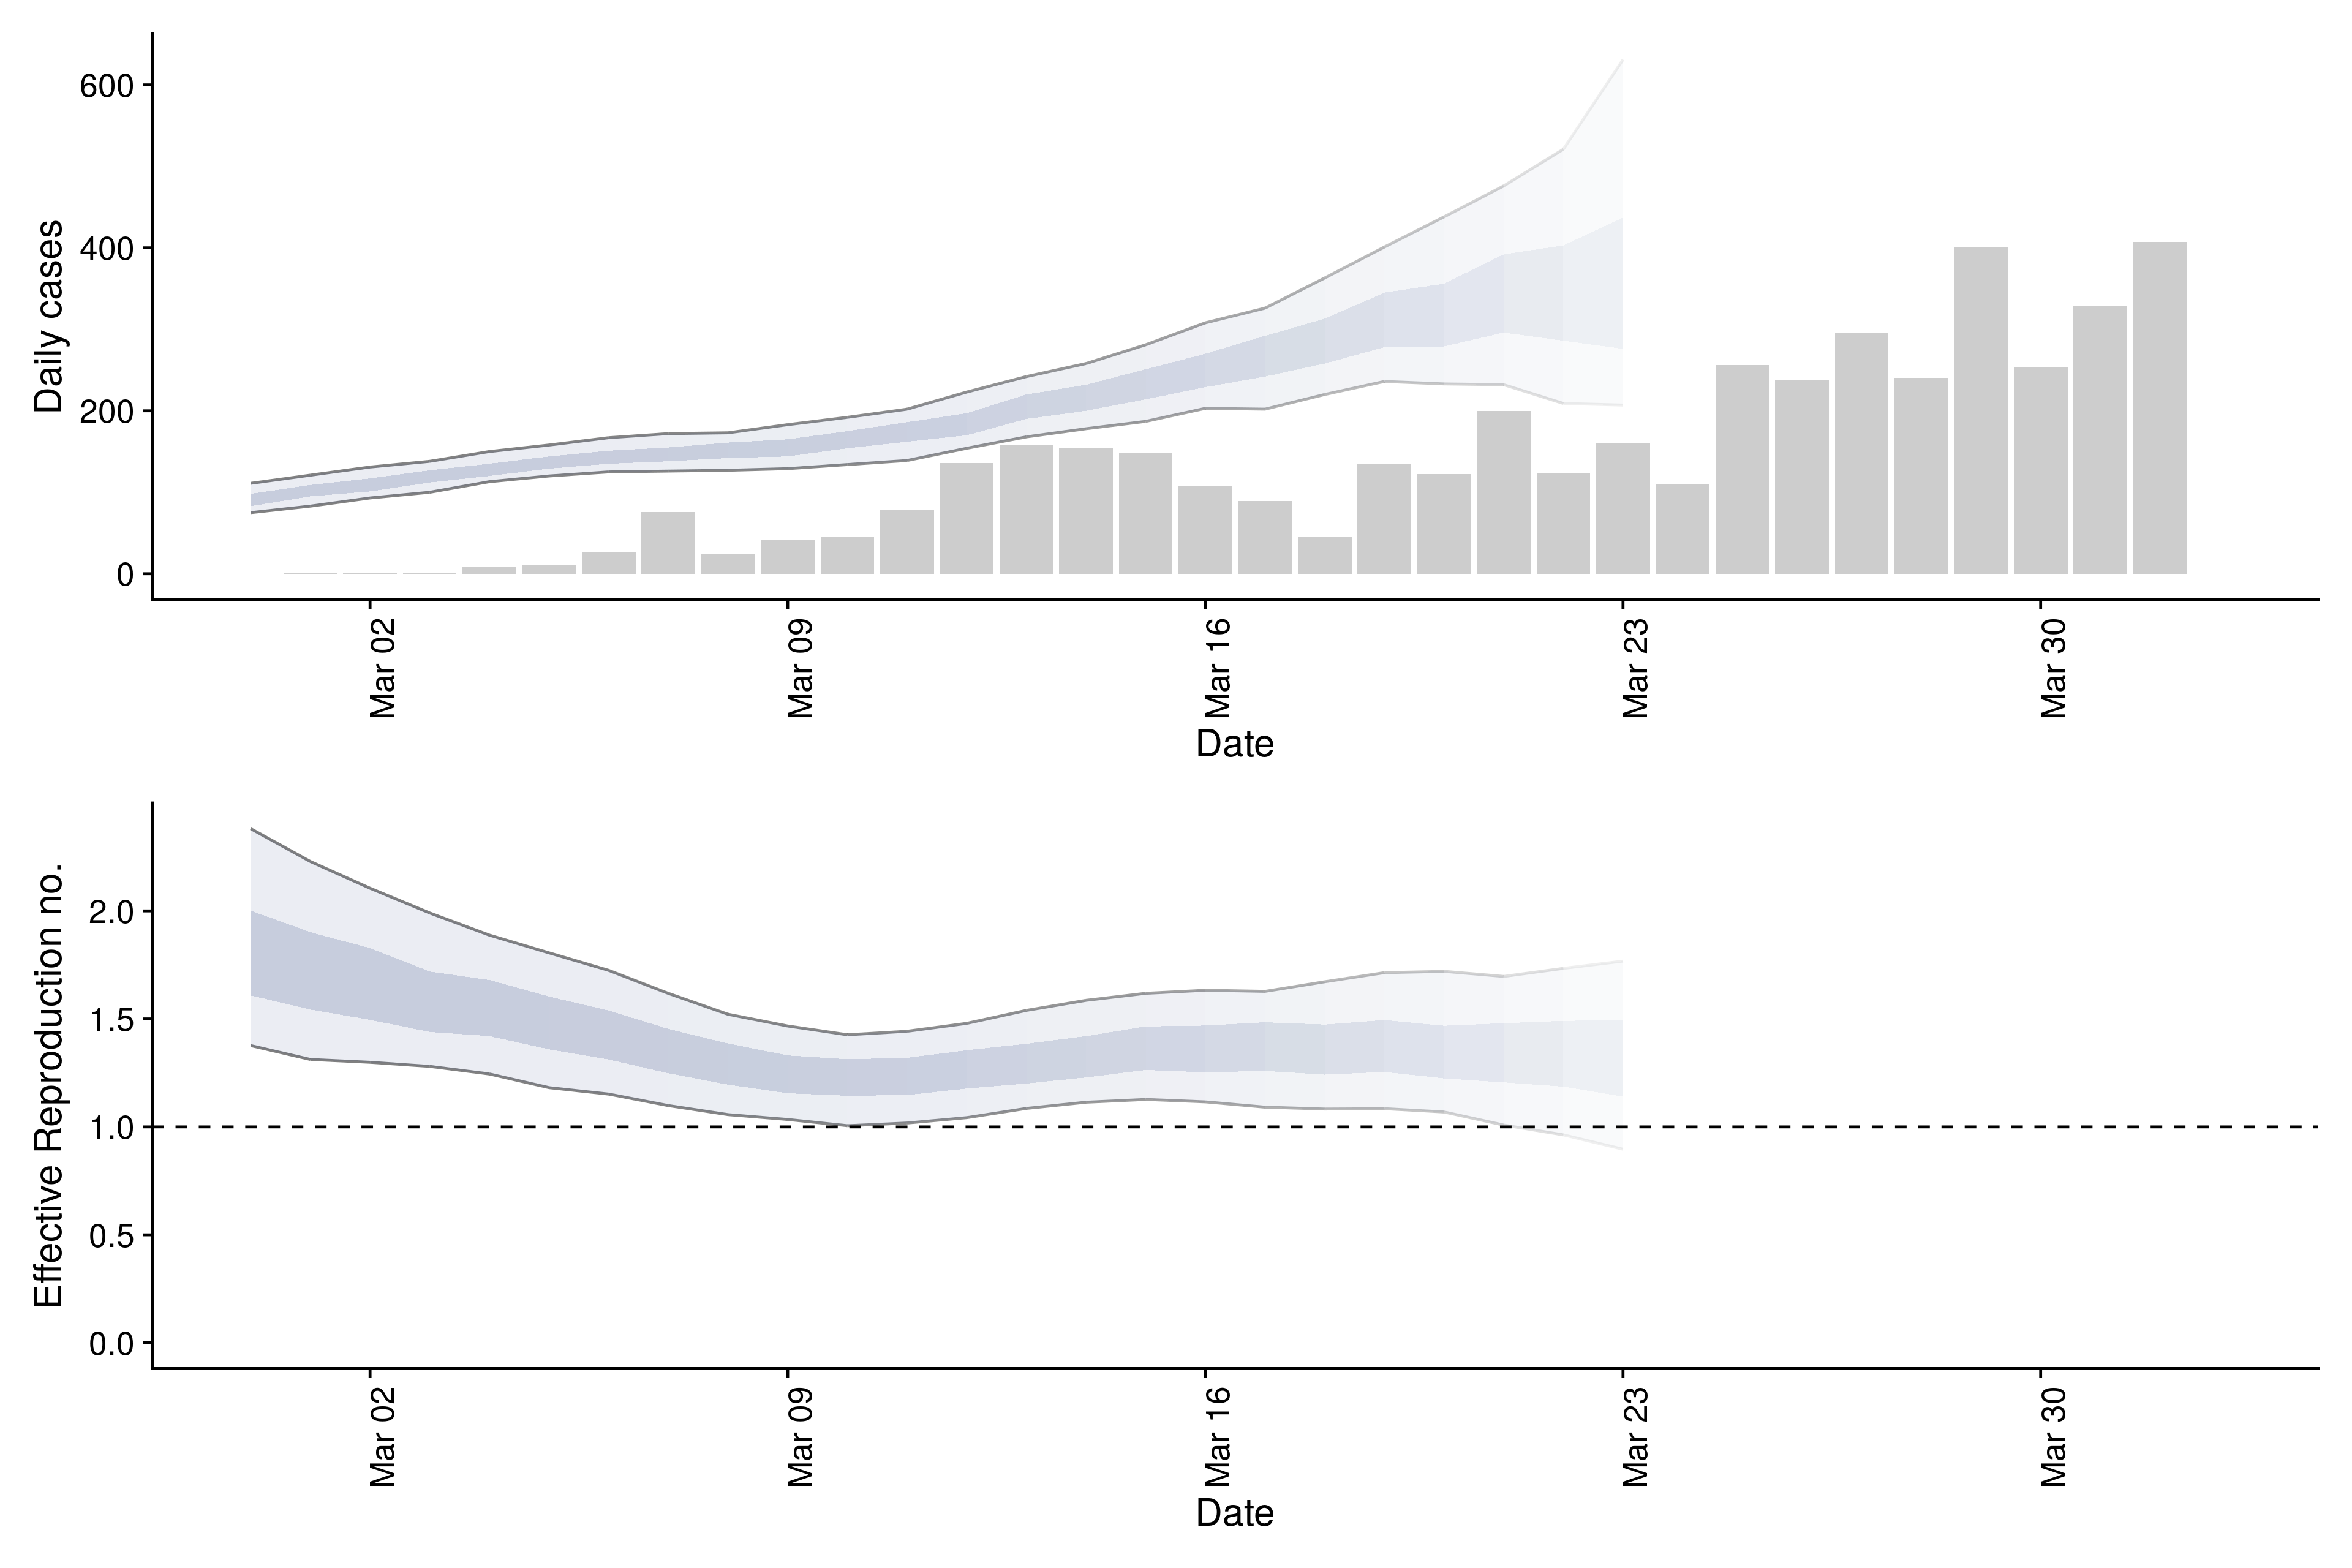 Daily cases
600
400
200
0
Mar 02
Mar 09
Mar 16
Mar 23
Mar 30
Date
Effective Reproduction no.
2.0
1.5
1.0
0.5
0.0
Mar 02
Mar 09
Mar 16
Mar 23
Mar 30
Date